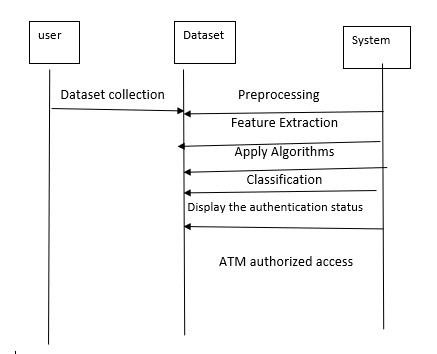 user
Dataset
System
Dataset collection
Preprocessing
Feature Extraction
Apply Algorithms
Classification
Display the authentication status
ATM authorized access